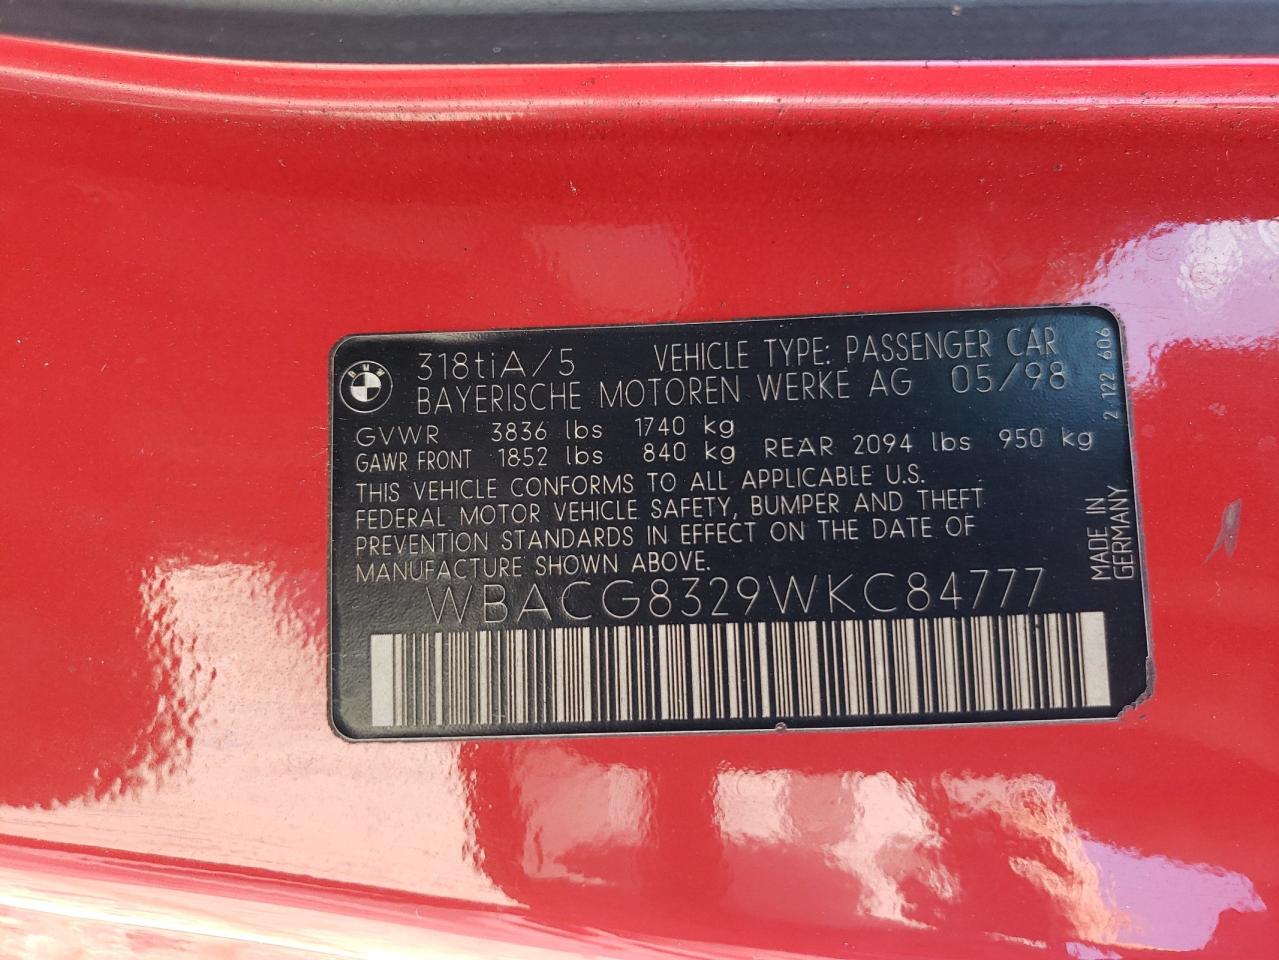 BMW
318tiA/5 VEHICLE TYPE: PASSENGER CAR
BAYERISCHE MOTOREN WERKE AG 05/98
GVWR 3836 lbs 1740 kg
GAWR FRONT 1852 lbs 840 kg REAR 2094 lbs 950 kg
THIS VEHICLE CONFORMS TO ALL APPLICABLE U.S.
FEDERAL MOTOR VEHICLE SAFETY, BUMPER AND THEFT
PREVENTION STANDARDS IN EFFECT ON THE DATE OF
MANUFACTURE SHOWN ABOVE.
WBACG8329WKC84777
2 122 606
MADE IN
GERMANY